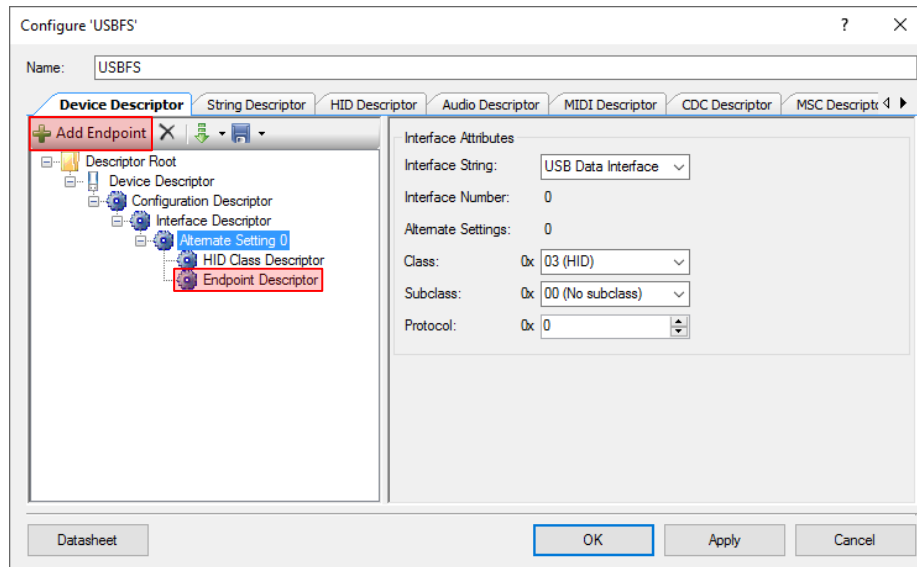 Configure 'USBFS'
?
Name: USBFS
Device Descriptor String Descriptor HID Descriptor Audio Descriptor MIDI Descriptor CDC Descriptor MSC Descripto
Add Endpoint
Descriptor Root
Device Descriptor
Configuration Descriptor
Interface Descriptor
Alternate Setting 0
HID Class Descriptor
Endpoint Descriptor
Interface Attributes
Interface String: USB Data Interface
Interface Number: 0
Alternate Settings: 0
Class: 0x 03 (HID)
Subclass: 0x 00 (No subclass)
Protocol: 0x 0
Datasheet OK Apply Cancel